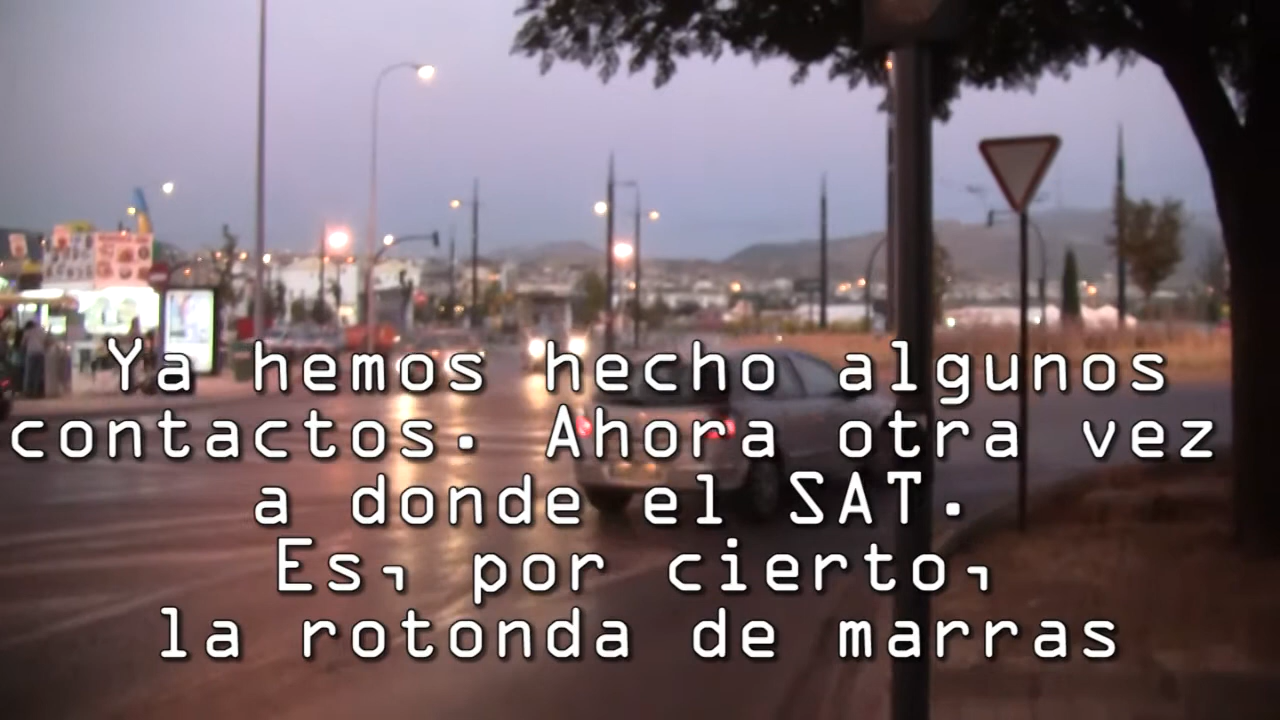 Ya hemos hecho algunos
contactos. Ahora otra vez
a donde el SAT.
Es, por cierto,
la rotonda de marras